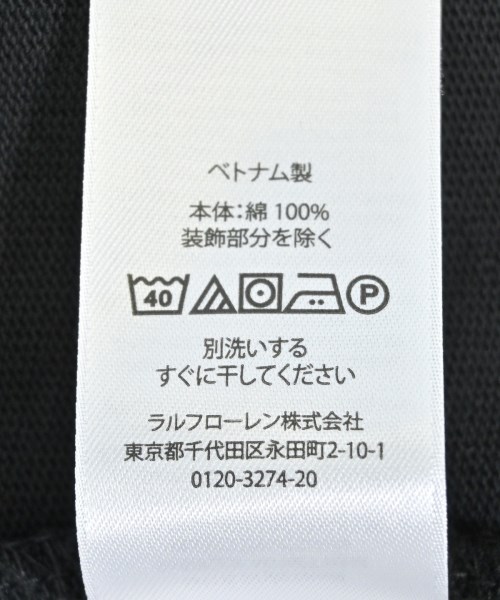 ベトナム製
本体：綿 100%
装飾部分を除く
40 P
別洗いする
すぐに干してください
ラルフローレン株式会社
東京都千代田区永田町2-10-1
0120-3274-20